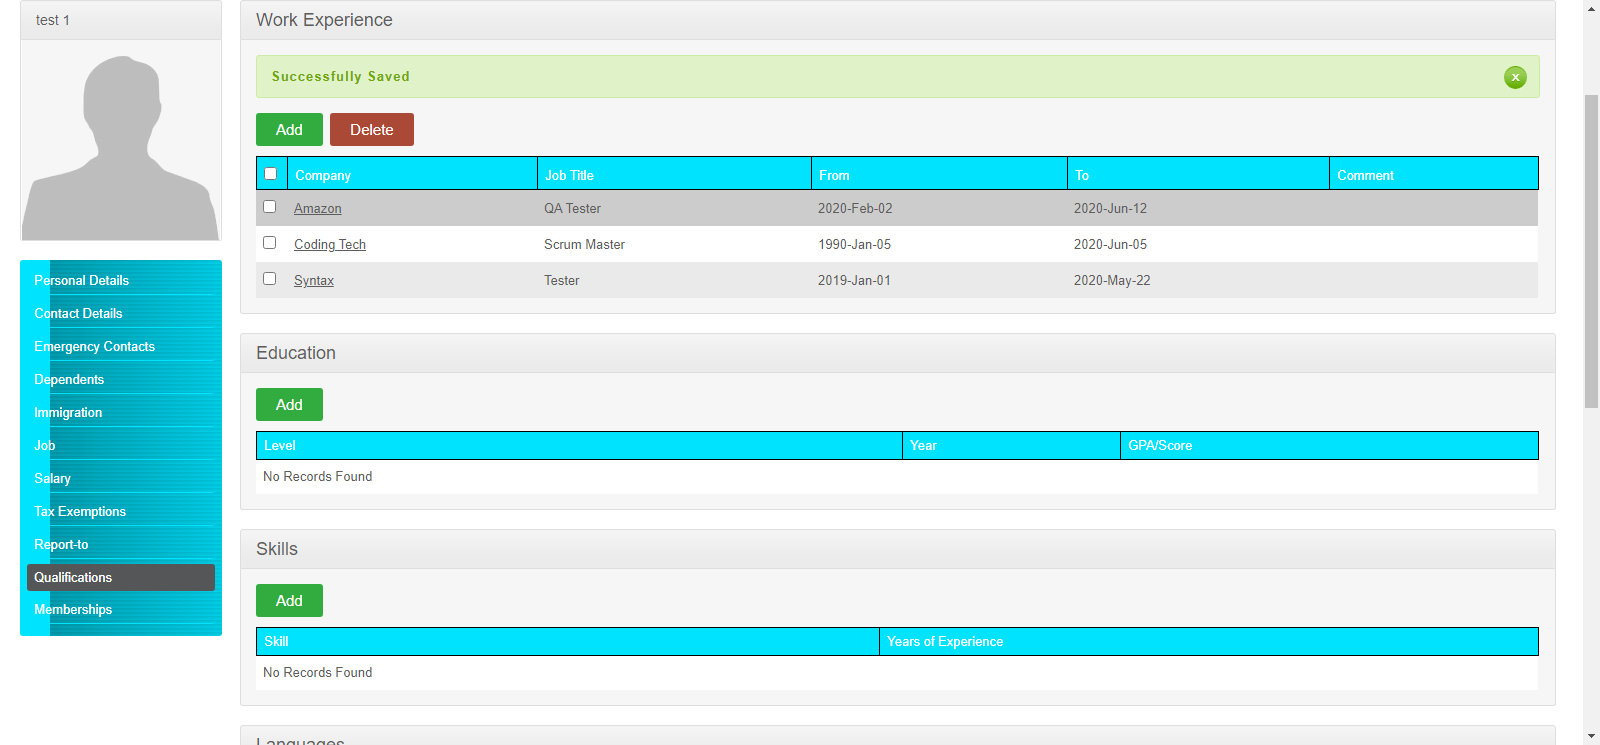 test 1
Personal Details
Contact Details
Emergency Contacts
Dependents
Immigration
Job
Salary
Tax Exemptions
Report-to
Qualifications
Memberships
Work Experience
Successfully Saved
x
Add Delete
Company Job Title From To Comment
Amazon QA Tester 2020-Feb-02 2020-Jun-12
Coding Tech Scrum Master 1990-Jan-05 2020-Jun-05
Syntax Tester 2019-Jan-01 2020-May-22
Education
Add
Level Year GPA/Score
No Records Found
Skills
Add
Skill Years of Experience
No Records Found
Languages